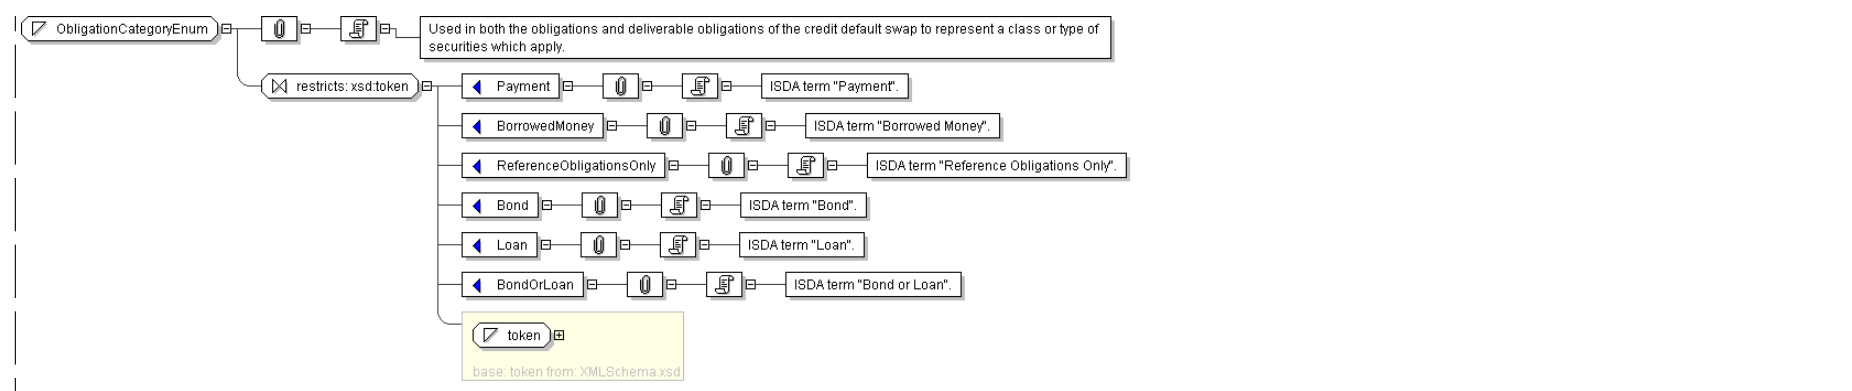 ObligationCategoryEnum
Used in both the obligations and deliverable obligations of the credit default swap to represent a class or type of
securities which apply.
restricts: xsd:token
Payment
ISDA term "Payment".
BorrowedMoney
ISDA term "Borrowed Money".
ReferenceObligationsOnly
ISDA term "Reference Obligations Only".
Bond
ISDA term "Bond".
Loan
ISDA term "Loan".
BondOrLoan
ISDA term "Bond or Loan".
token
base: token from: XMLSchema.xsd